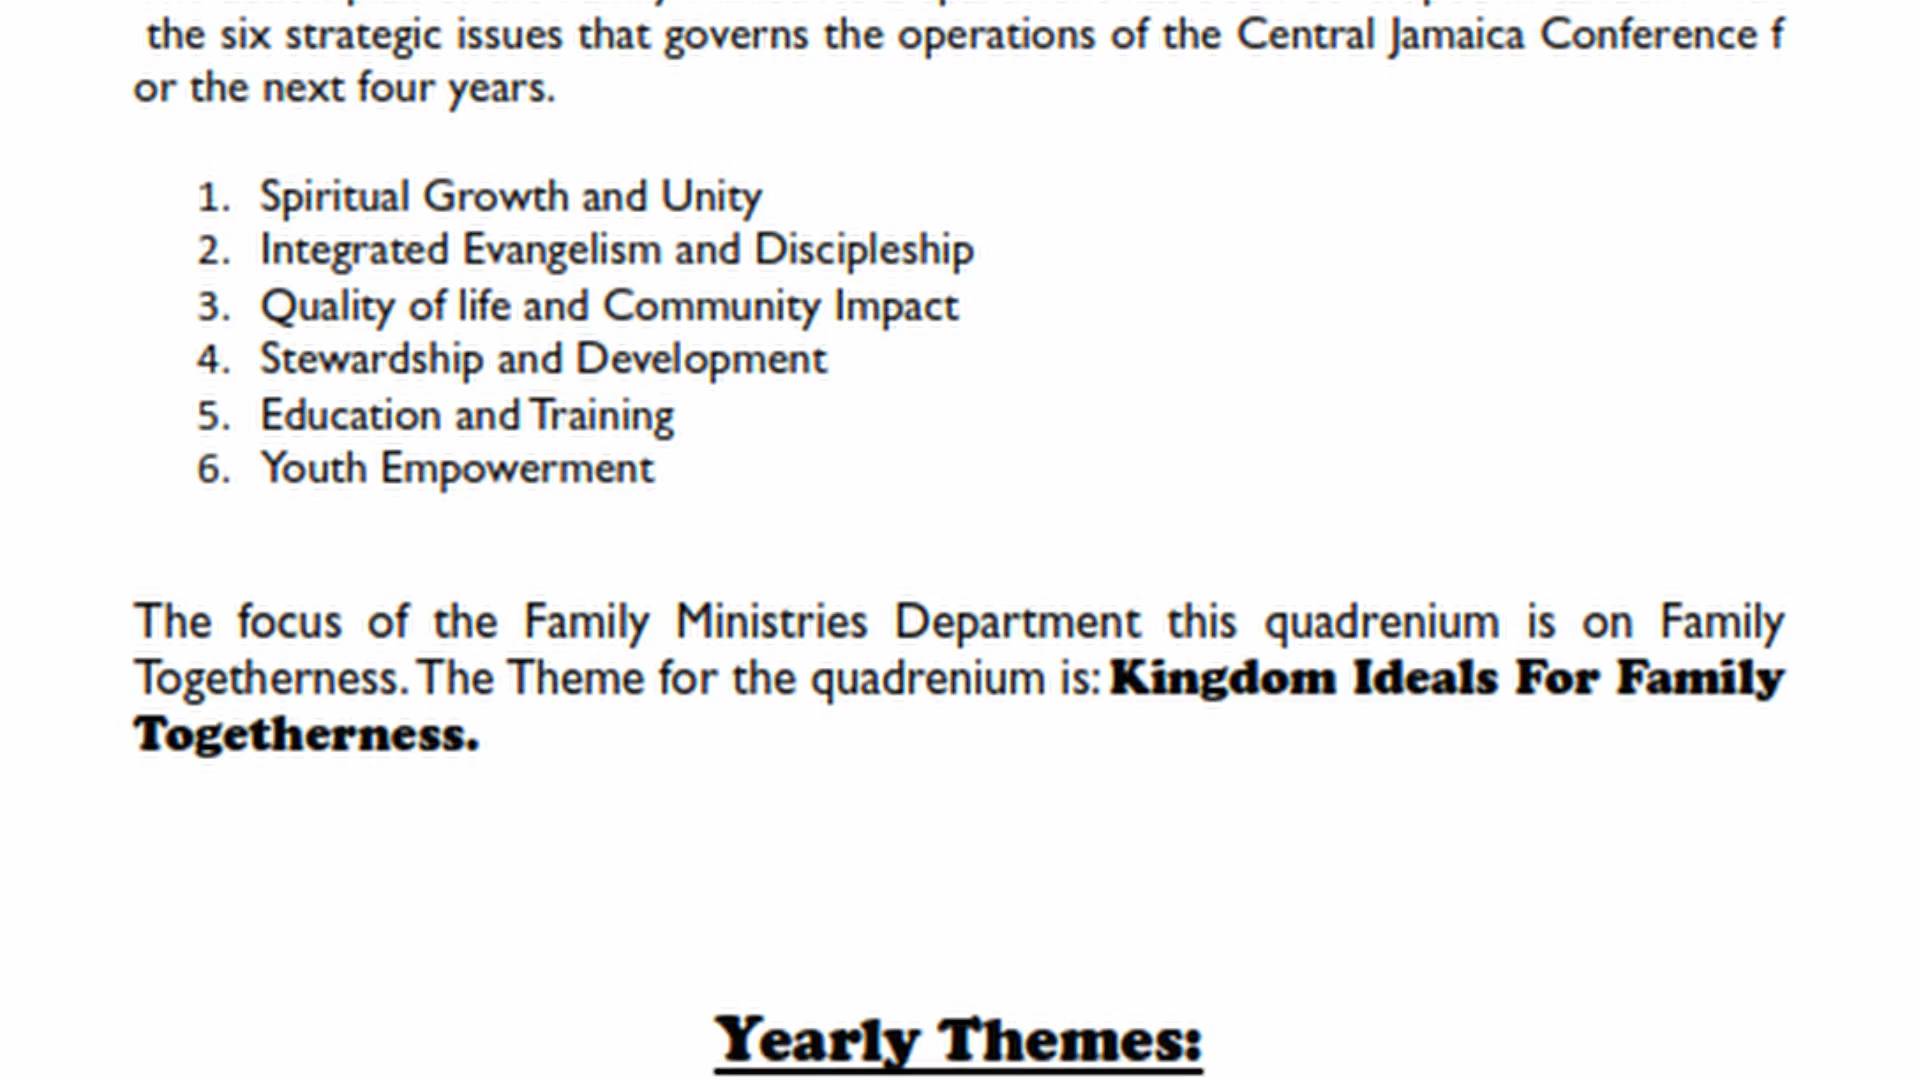 the six strategic issues that governs the operations of the Central Jamaica Conference f
or the next four years.
1. Spiritual Growth and Unity
2. Integrated Evangelism and Discipleship
3. Quality of life and Community Impact
4. Stewardship and Development
5. Education and Training
6. Youth Empowerment
The focus of the Family Ministries Department this quadrenium is on Family
Togetherness. The Theme for the quadrenium is: Kingdom Ideals For Family
Togetherness.
Yearly Themes: